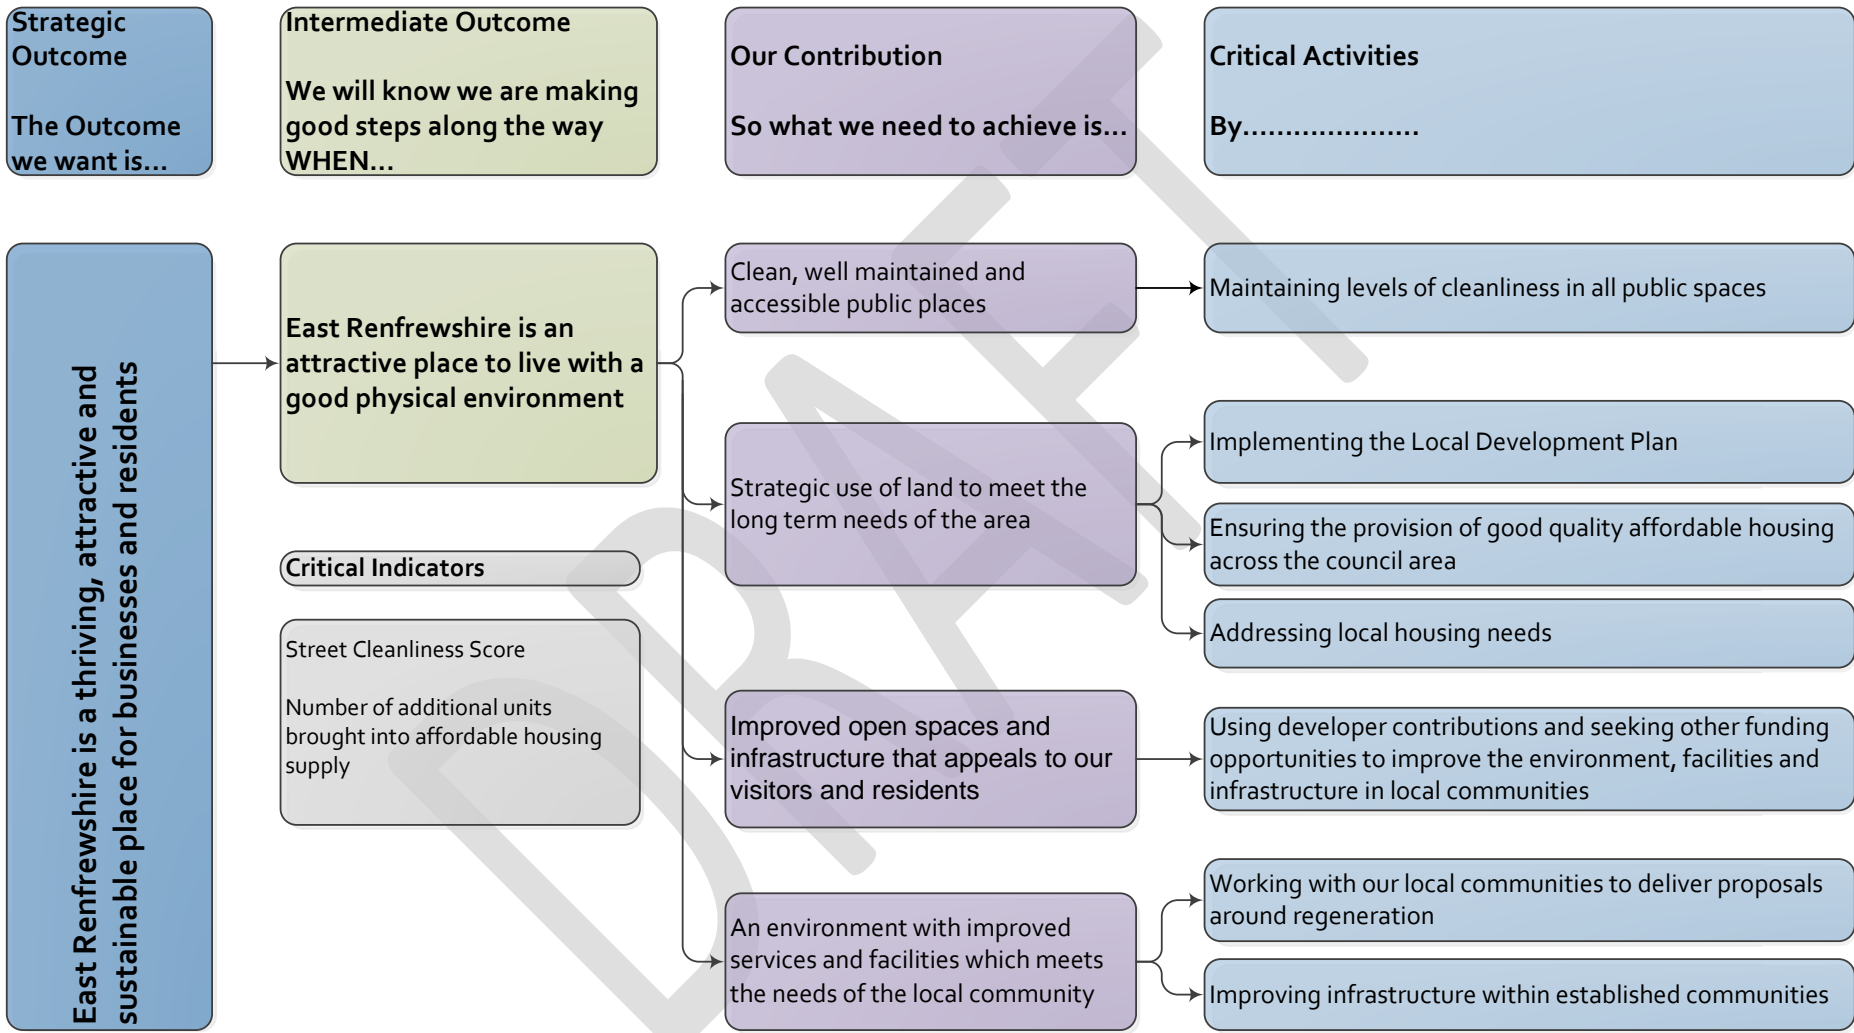 Strategic
Outcome
The Outcome
we want is...
Intermediate Outcome
We will know we are making
good steps along the way
WHEN...
Our Contribution
So what we need to achieve is...
Critical Activities
By.....................
East Renfrewshire is a thriving, attractive and
sustainable place for businesses and residents
East Renfrewshire is an
attractive place to live with a
good physical environment
Critical Indicators
Street Cleanliness Score
Number of additional units
brought into affordable housing
supply
Clean, well maintained and
accessible public places
Strategic use of land to meet the
long term needs of the area
Improved open spaces and
infrastructure that appeals to our
visitors and residents
An environment with improved
services and facilities which meets
the needs of the local community
Maintaining levels of cleanliness in all public spaces
Implementing the Local Development Plan
Ensuring the provision of good quality affordable housing
across the council area
Addressing local housing needs
Using developer contributions and seeking other funding
opportunities to improve the environment, facilities and
infrastructure in local communities
Working with our local communities to deliver proposals
around regeneration
Improving infrastructure within established communities
DRAFT